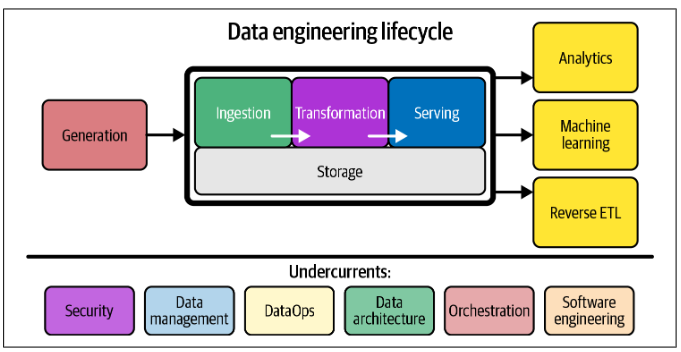 Data engineering lifecycle
Generation
Ingestion
Transformation
Serving
Storage
Analytics
Machine
learning
Reverse ETL
Undercurrents:
Security
Data
management
DataOps
Data
architecture
Orchestration
Software
engineering